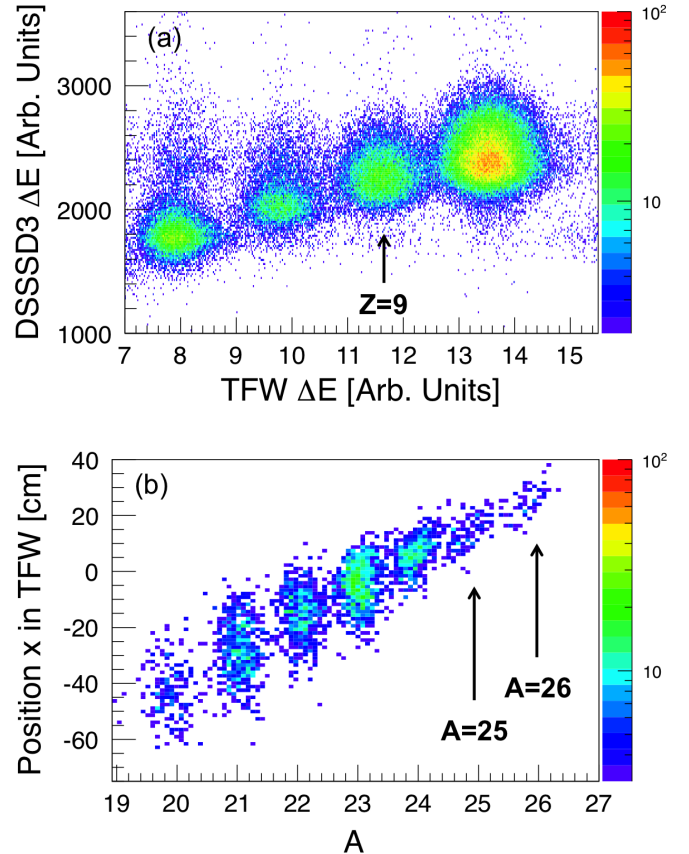 (a)
DSSSD3 ΔE [Arb. Units]
3000
2000
1000
Z=9
7 8 9 10 11 12 13 14 15
TFW ΔE [Arb. Units]
10²
10
(b)
Position x in TFW [cm]
40
20
0
-20
-40
-60
A=25
A=26
19 20 21 22 23 24 25 26 27
A
10²
10